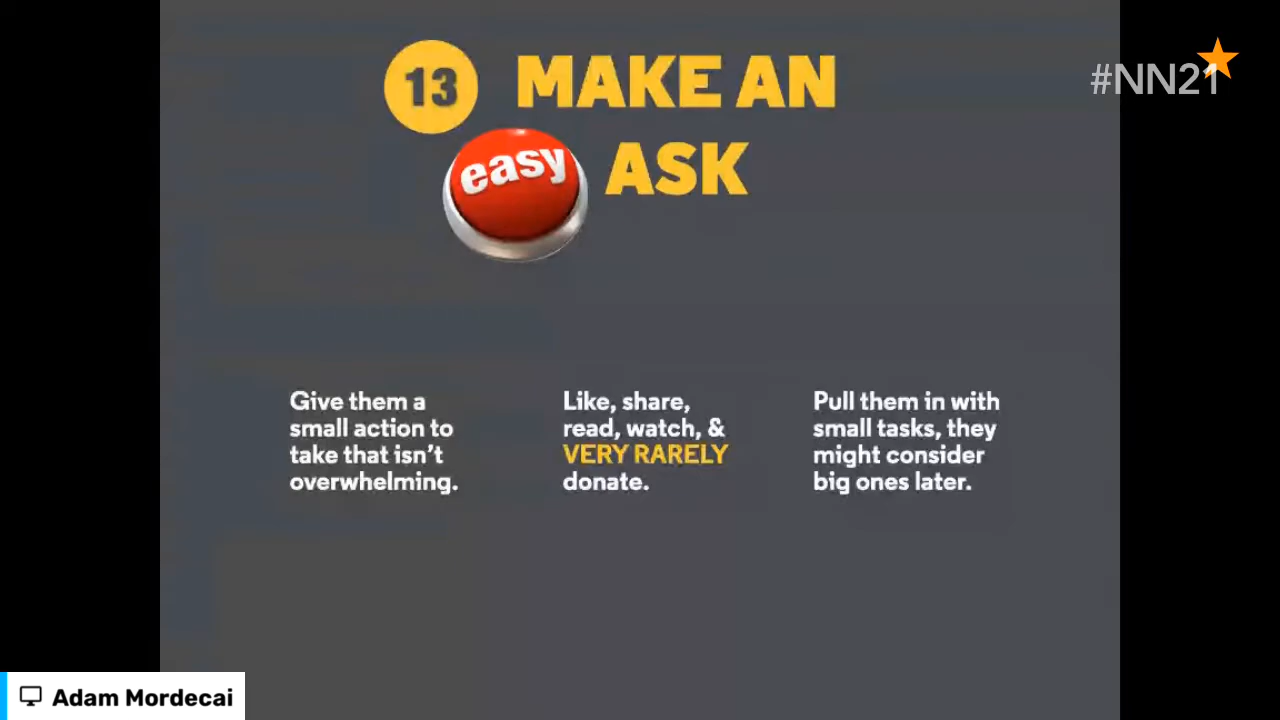 13 MAKE AN
easy ASK
#NN21
Give them a
small action to
take that isn't
overwhelming.
Like, share,
read, watch, &
VERY RARELY
donate.
Pull them in with
small tasks, they
might consider
big ones later.
Adam Mordecai